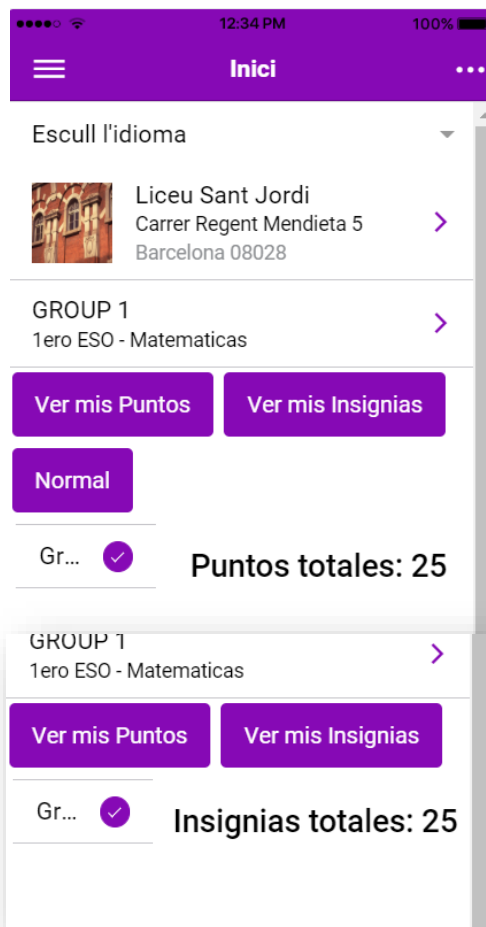 12:34 PM
100%
Inici
Escull l'idioma
Liceu Sant Jordi
Carrer Regent Mendieta 5
Barcelona 08028
GROUP 1
1ero ESO - Matematicas
Ver mis Puntos
Ver mis Insignias
Normal
Gr...
Puntos totales: 25
GROUP 1
1ero ESO - Matematicas
Ver mis Puntos
Ver mis Insignias
Gr...
Insignias totales: 25